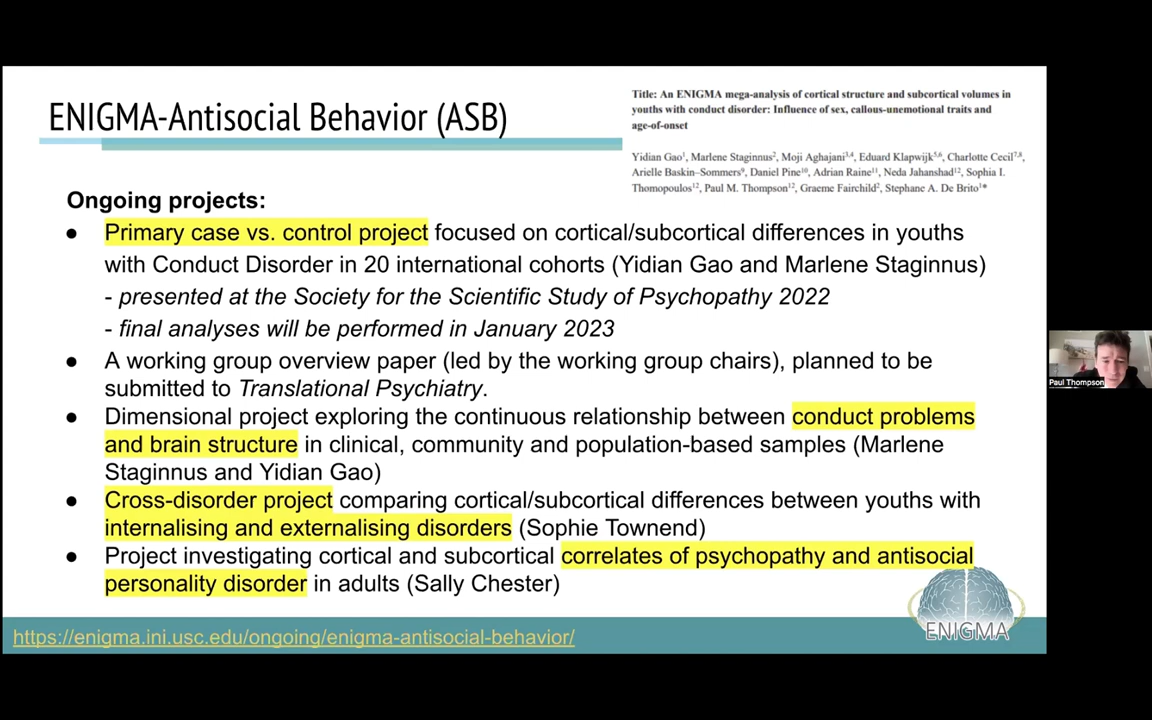 ENIGMA-Antisocial Behavior (ASB)
Title: An ENIGMA mega-analysis of cortical structure and subcortical volumes in
youths with conduct disorder: Influence of sex, callous-unemotional traits and
age-of-onset
Yidian Gao¹, Marlene Staginnus², Moji Aghajani³,⁴, Eduard Klapwijk⁵,⁶, Charlotte Cecil⁷,⁸,
Arielle Baskin–Sommers⁹, Daniel Pine¹⁰, Adrian Raine¹¹, Neda Jahanshad¹², Sophia I.
Thomopoulos¹², Paul M. Thompson¹², Graeme Fairchild², Stephane A. De Brito¹*
Ongoing projects:
● Primary case vs. control project focused on cortical/subcortical differences in youths
with Conduct Disorder in 20 international cohorts (Yidian Gao and Marlene Staginnus)
- presented at the Society for the Scientific Study of Psychopathy 2022
- final analyses will be performed in January 2023
● A working group overview paper (led by the working group chairs), planned to be
submitted to Translational Psychiatry.
● Dimensional project exploring the continuous relationship between conduct problems
and brain structure in clinical, community and population-based samples (Marlene
Staginnus and Yidian Gao)
● Cross-disorder project comparing cortical/subcortical differences between youths with
internalising and externalising disorders (Sophie Townend)
● Project investigating cortical and subcortical correlates of psychopathy and antisocial
personality disorder in adults (Sally Chester)
https://enigma.ini.usc.edu/ongoing/enigma-antisocial-behavior/
ENIGMA
Paul Thompson